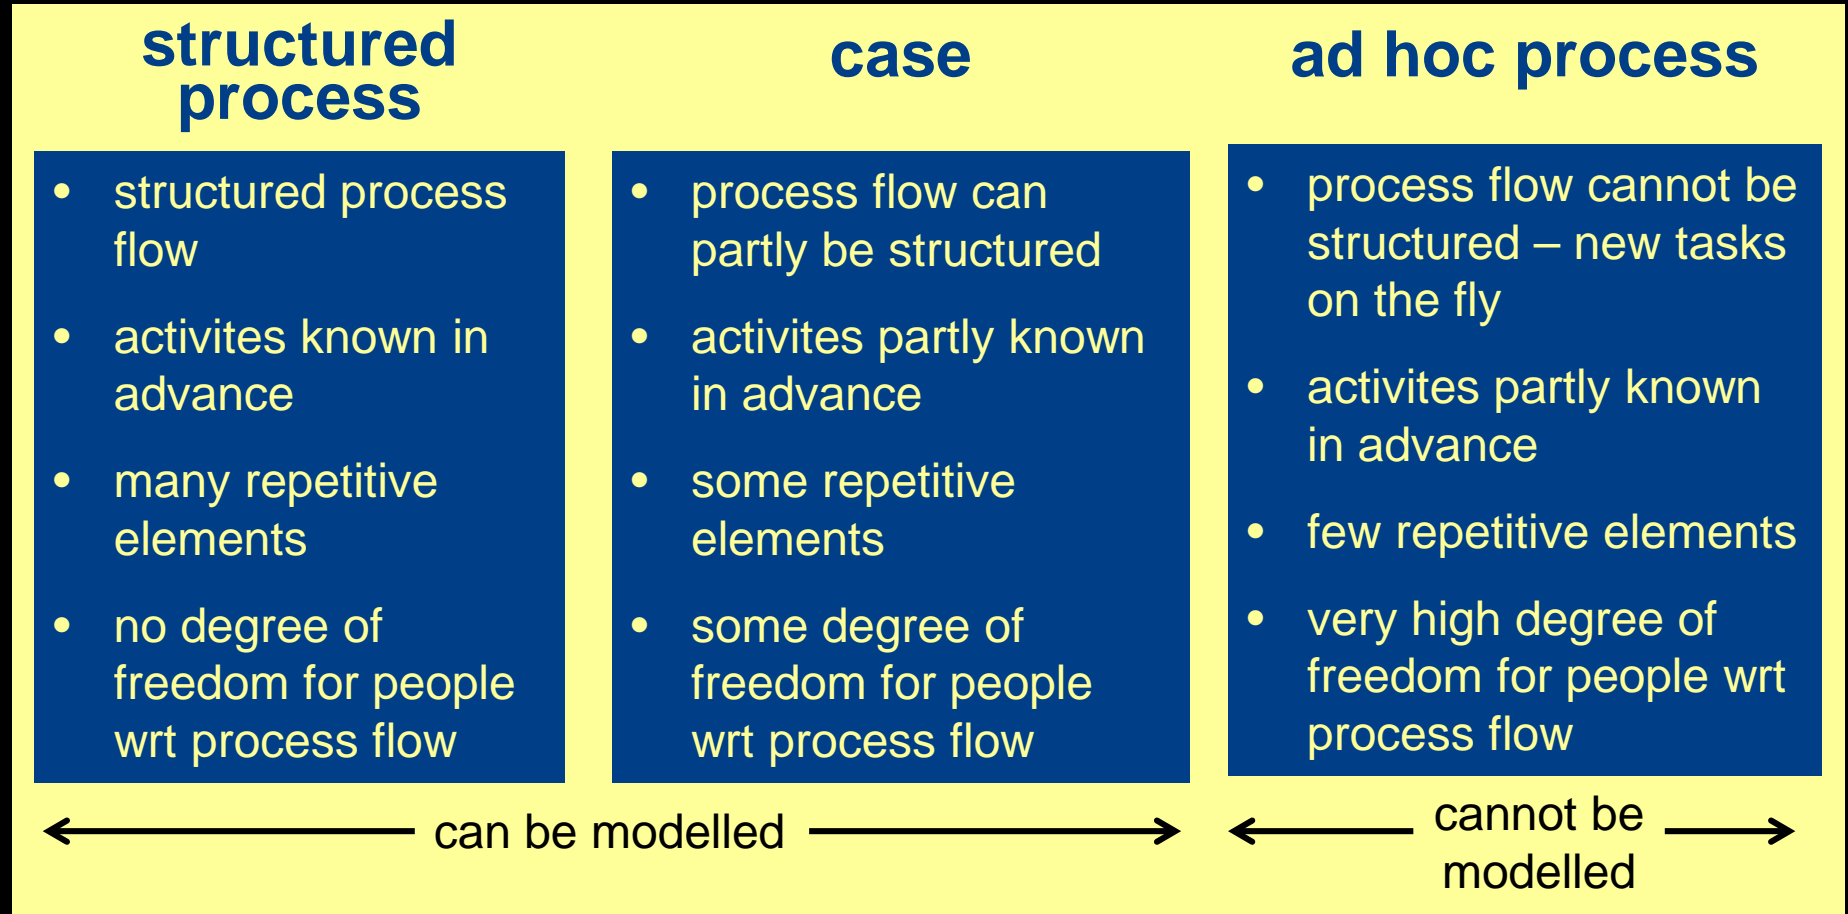 structured
process
• structured process
flow
• activites known in
advance
• many repetitive
elements
• no degree of
freedom for people
wrt process flow
case
• process flow can
partly be structured
• activites partly known
in advance
• some repetitive
elements
• some degree of
freedom for people
wrt process flow
ad hoc process
• process flow cannot be
structured – new tasks
on the fly
• activites partly known
in advance
• few repetitive elements
• very high degree of
freedom for people wrt
process flow
can be modelled
cannot be
modelled